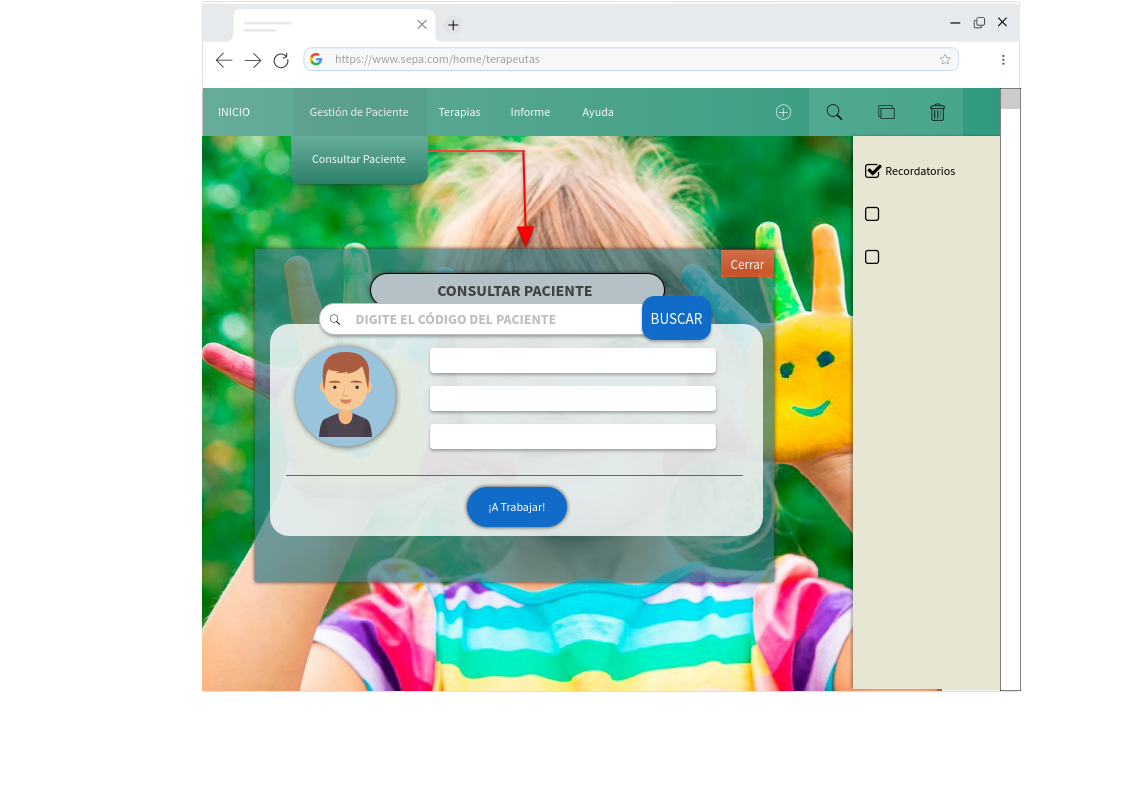 https://www.sepa.com/home/terapeutas
INICIO
Gestión de Paciente
Terapias
Informe
Ayuda
Consultar Paciente
Recordatorios
Cerrar
CONSULTAR PACIENTE
DIGITE EL CÓDIGO DEL PACIENTE
BUSCAR
¡A Trabajar!